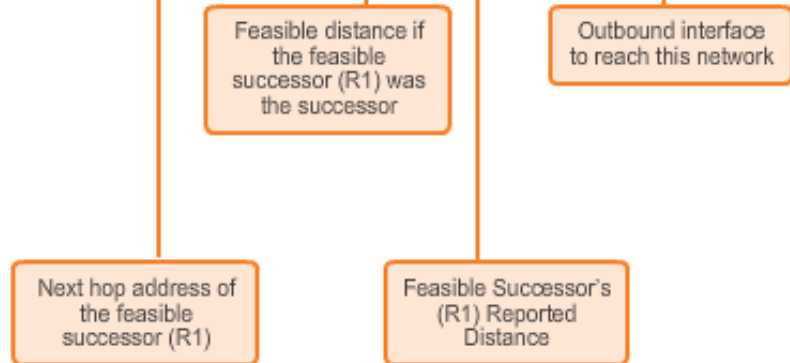 Feasible distance if
the feasible
successor (R1) was
the successor
Outbound interface
to reach this network
Next hop address of
the feasible
successor (R1)
Feasible Successor's
(R1) Reported
Distance